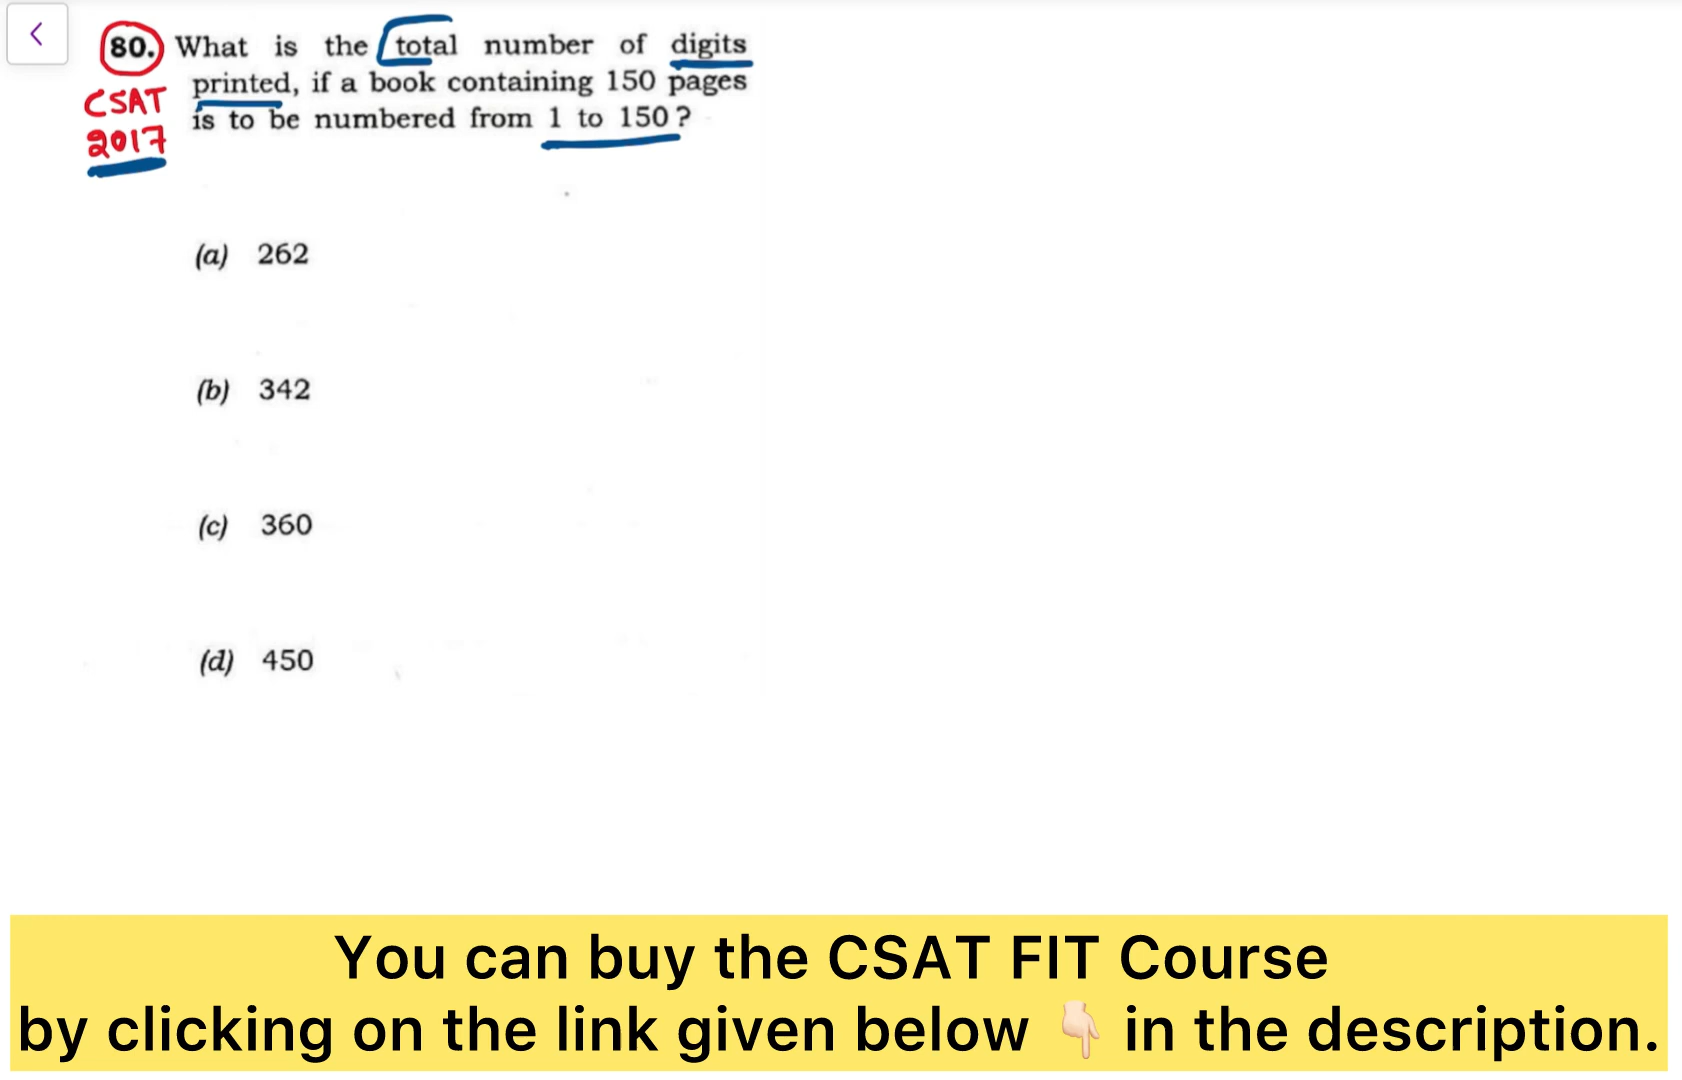 80. What is the total number of digits
CSAT printed, if a book containing 150 pages
2017 is to be numbered from 1 to 150?
(a) 262
(b) 342
(c) 360
(d) 450
You can buy the CSAT FIT Course
by clicking on the link given below 👇🏻 in the description.